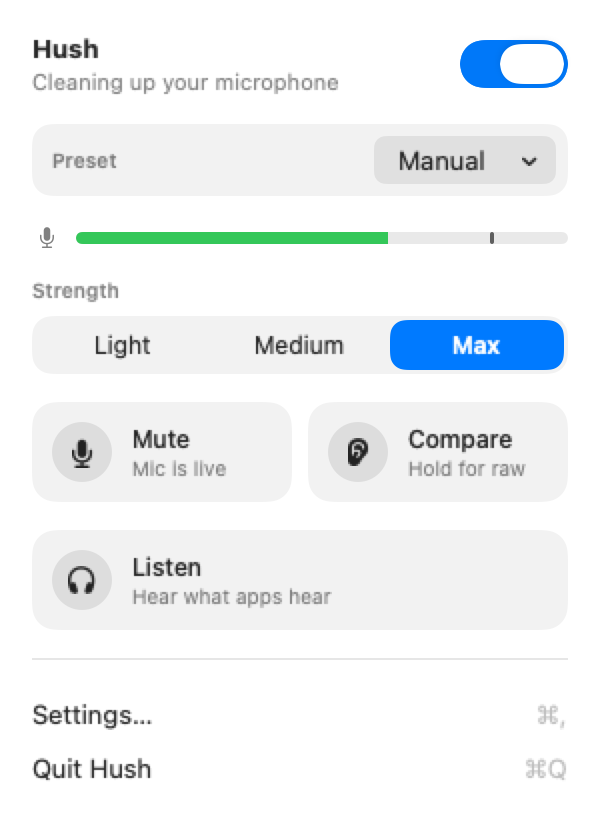 Hush
Cleaning up your microphone
Preset
Manual
Strength
Light
Medium
Max
Mute
Mic is live
Compare
Hold for raw
Listen
Hear what apps hear
Settings...
⌘,
Quit Hush
⌘Q